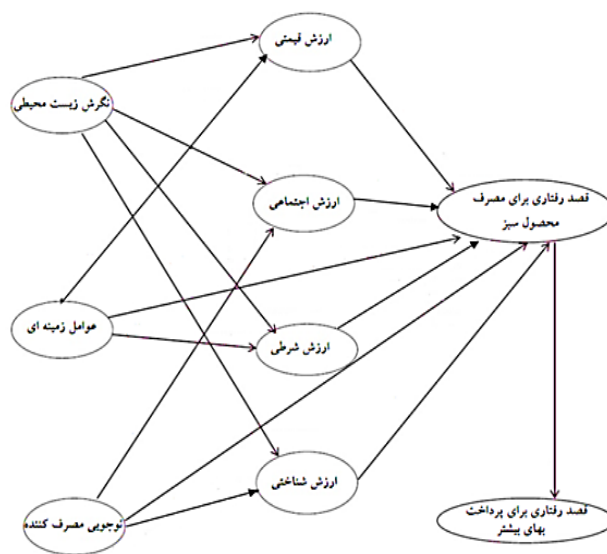 ارزش قیمتی
نگرش زیست محیطی
ارزش اجتماعی
قصد رفتاری برای مصرف
محصول سبز
عوامل زمینه ای
ارزش شرطی
ارزش شناختی
نوجویی مصرف کننده
قصد رفتاری برای پرداخت
بهای بیشتر